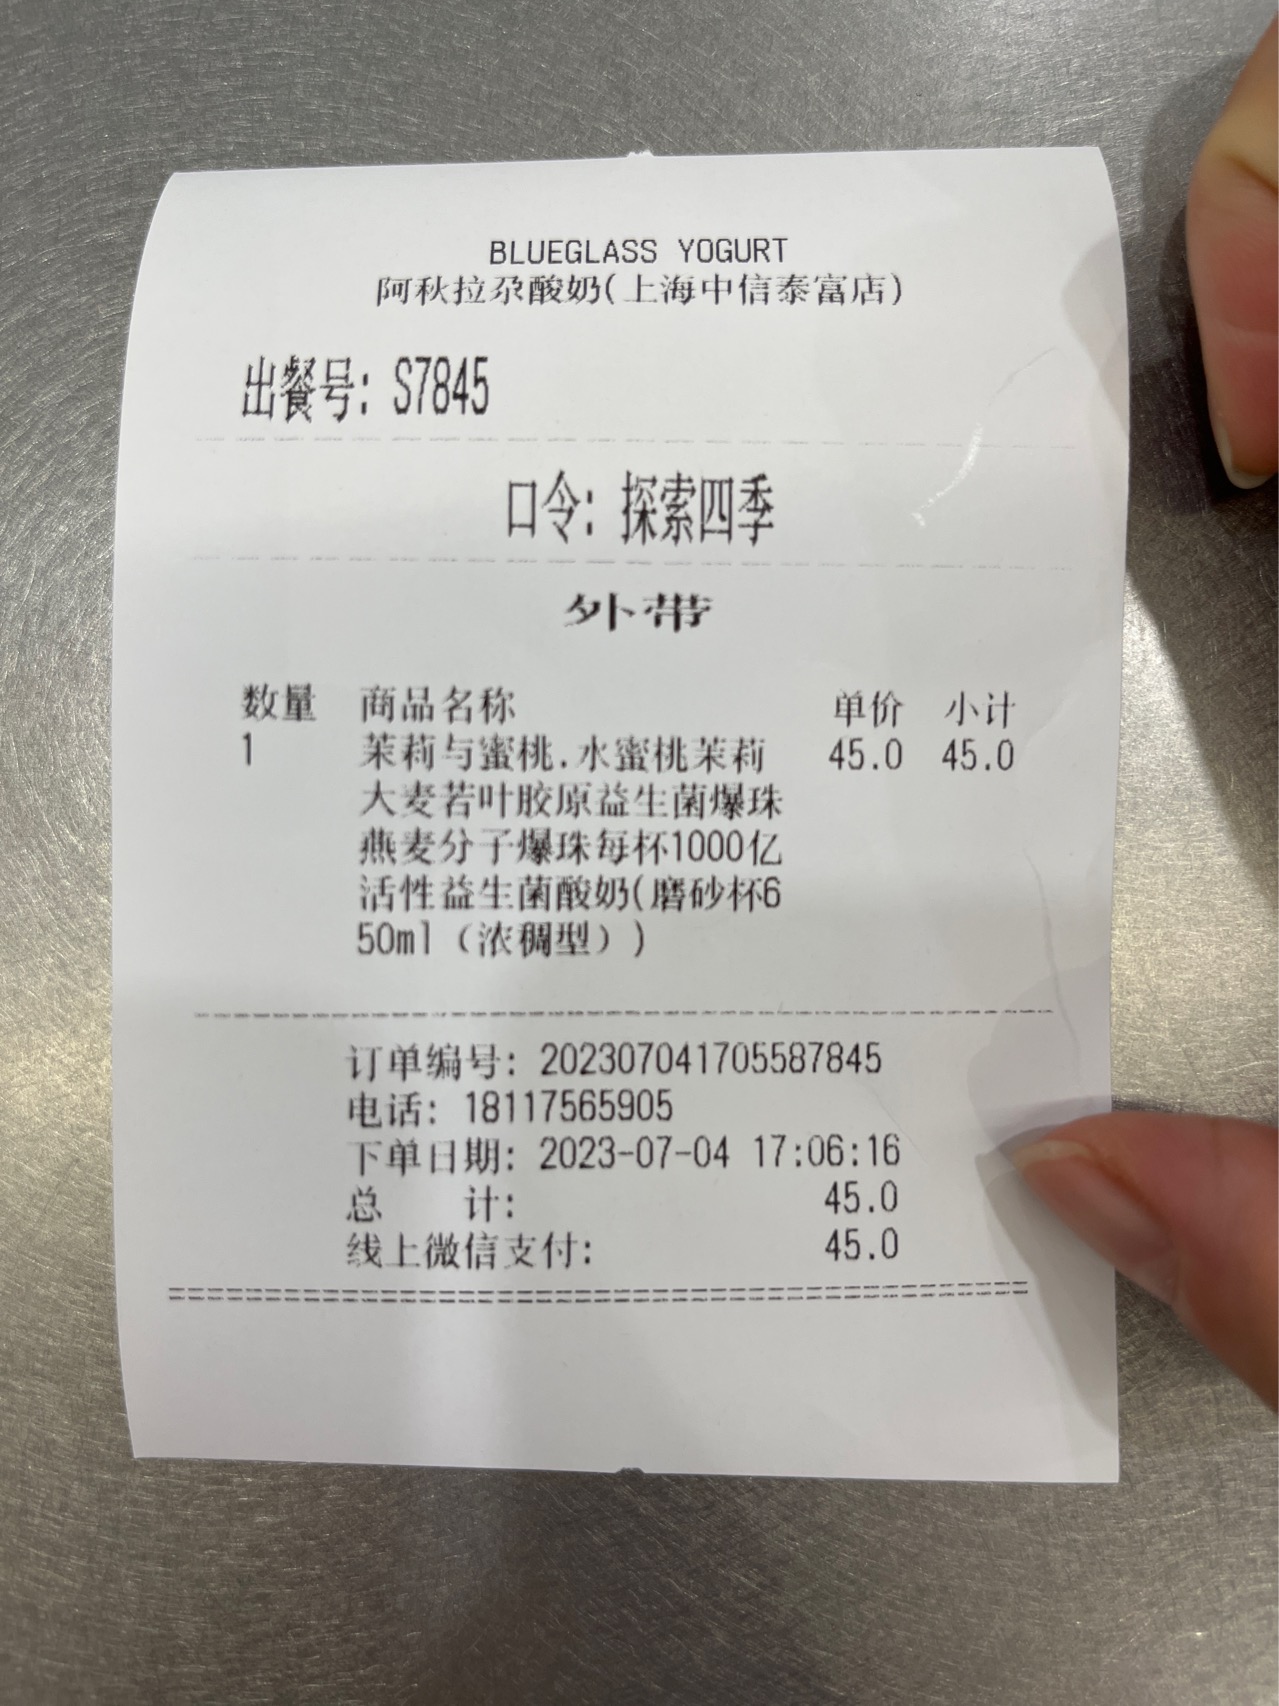 BLUEGLASS YOGURT
阿秋拉尕酸奶(上海中信泰富店)
出餐号: S7845
口令: 探索四季
外带
数量 商品名称 单价 小计
1 茉莉与蜜桃.水蜜桃茉莉 45.0 45.0
大麦若叶胶原益生菌爆珠
燕麦分子爆珠每杯1000亿
活性益生菌酸奶(磨砂杯6
50ml（浓稠型）)
订单编号: 202307041705587845
电话: 18117565905
下单日期: 2023-07-04 17:06:16
总 计: 45.0
线上微信支付: 45.0